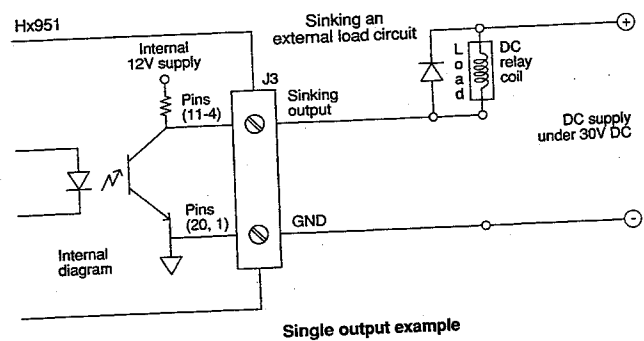 Hx951
Sinking an
external load circuit
Internal
12V supply
J3
Pins
(11-4)
Sinking
output
Load
DC
relay
coil
+
DC supply
under 30V DC
Pins
(20, 1)
GND
-
Internal
diagram
Single output example